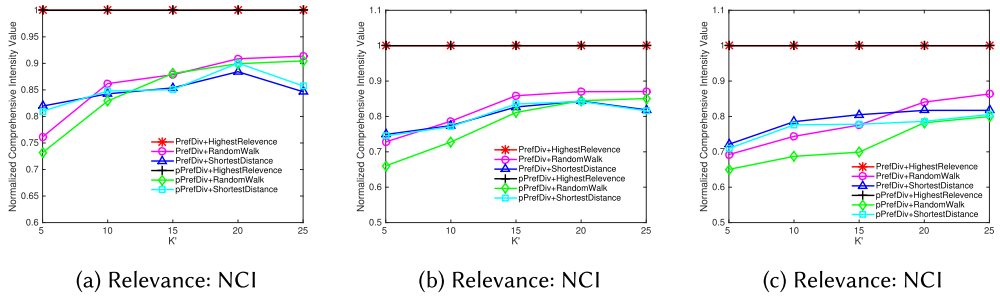 Normalized Comprehensive Intensity Value
1
0.95
0.9
0.85
0.8
0.75
0.7
0.65
0.6
5 10 15 20 25
K'
PrefDiv+HighestRelevence
PrefDiv+RandomWalk
PrefDiv+ShortestDistance
pPrefDiv+HighestRelevence
pPrefDiv+RandomWalk
pPrefDiv+ShortestDistance
(a) Relevance: NCI
Normalized Comprehensive Intensity Value
1.1
1
0.9
0.8
0.7
0.6
0.5
5 10 15 20 25
K'
PrefDiv+HighestRelevence
PrefDiv+RandomWalk
PrefDiv+ShortestDistance
pPrefDiv+HighestRelevence
pPrefDiv+RandomWalk
pPrefDiv+ShortestDistance
(b) Relevance: NCI
Normalized Comprehensive Intensity Value
1.1
1
0.9
0.8
0.7
0.6
0.5
5 10 15 20 25
K'
PrefDiv+HighestRelevence
PrefDiv+RandomWalk
PrefDiv+ShortestDistance
pPrefDiv+HighestRelevence
pPrefDiv+RandomWalk
pPrefDiv+ShortestDistance
(c) Relevance: NCI